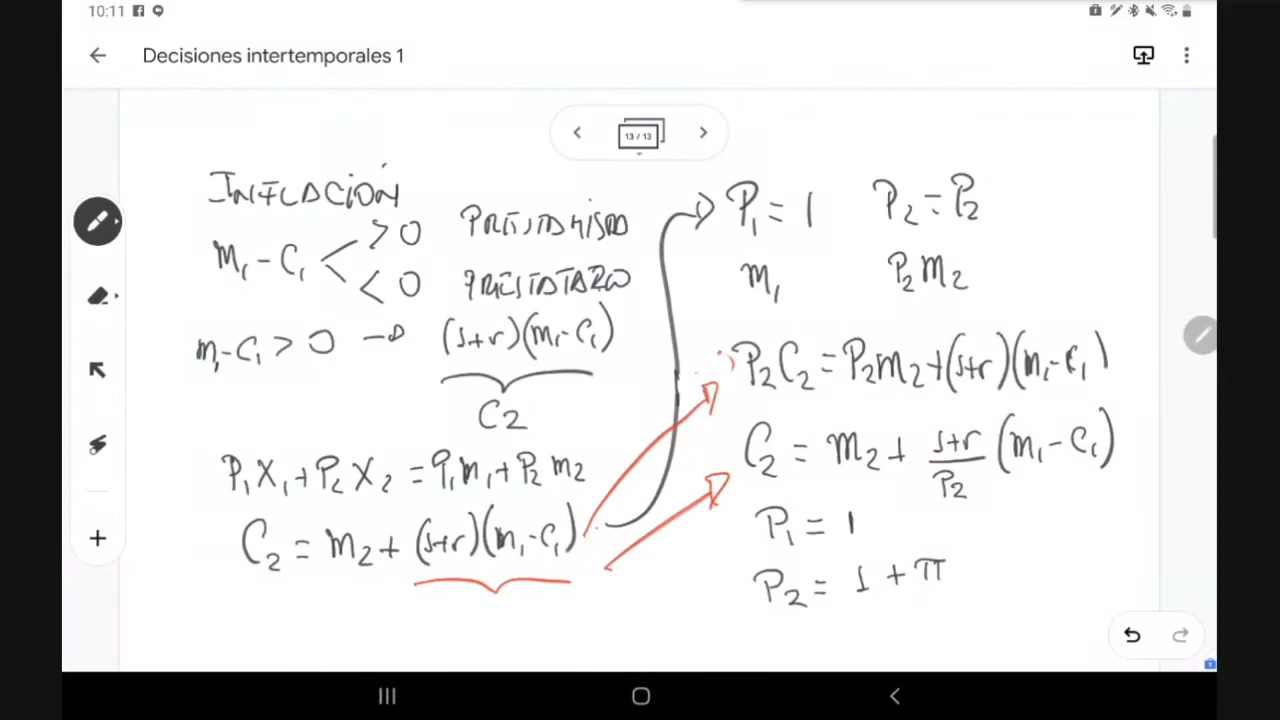 10:11
Decisiones intertemporales 1
13 / 13
INFLACIÓN
m₁ - C₁ < > 0 PRESTAMISTA
< 0 PRESTATARIO
m₁ - C₁ > 0 → (1+r)(m₁ - C₁)
C₂
P₁X₁ + P₂X₂ = P₁m₁ + P₂m₂
C₂ = m₂ + (1+r)(m₁ - C₁)
P₁ = 1 P₂ = P₂
m₁ P₂m₂
P₂C₂ = P₂m₂ + (1+r)(m₁ - C₁)
C₂ = m₂ + (1+r)/P₂ (m₁ - C₁)
P₁ = 1
P₂ = 1 + π